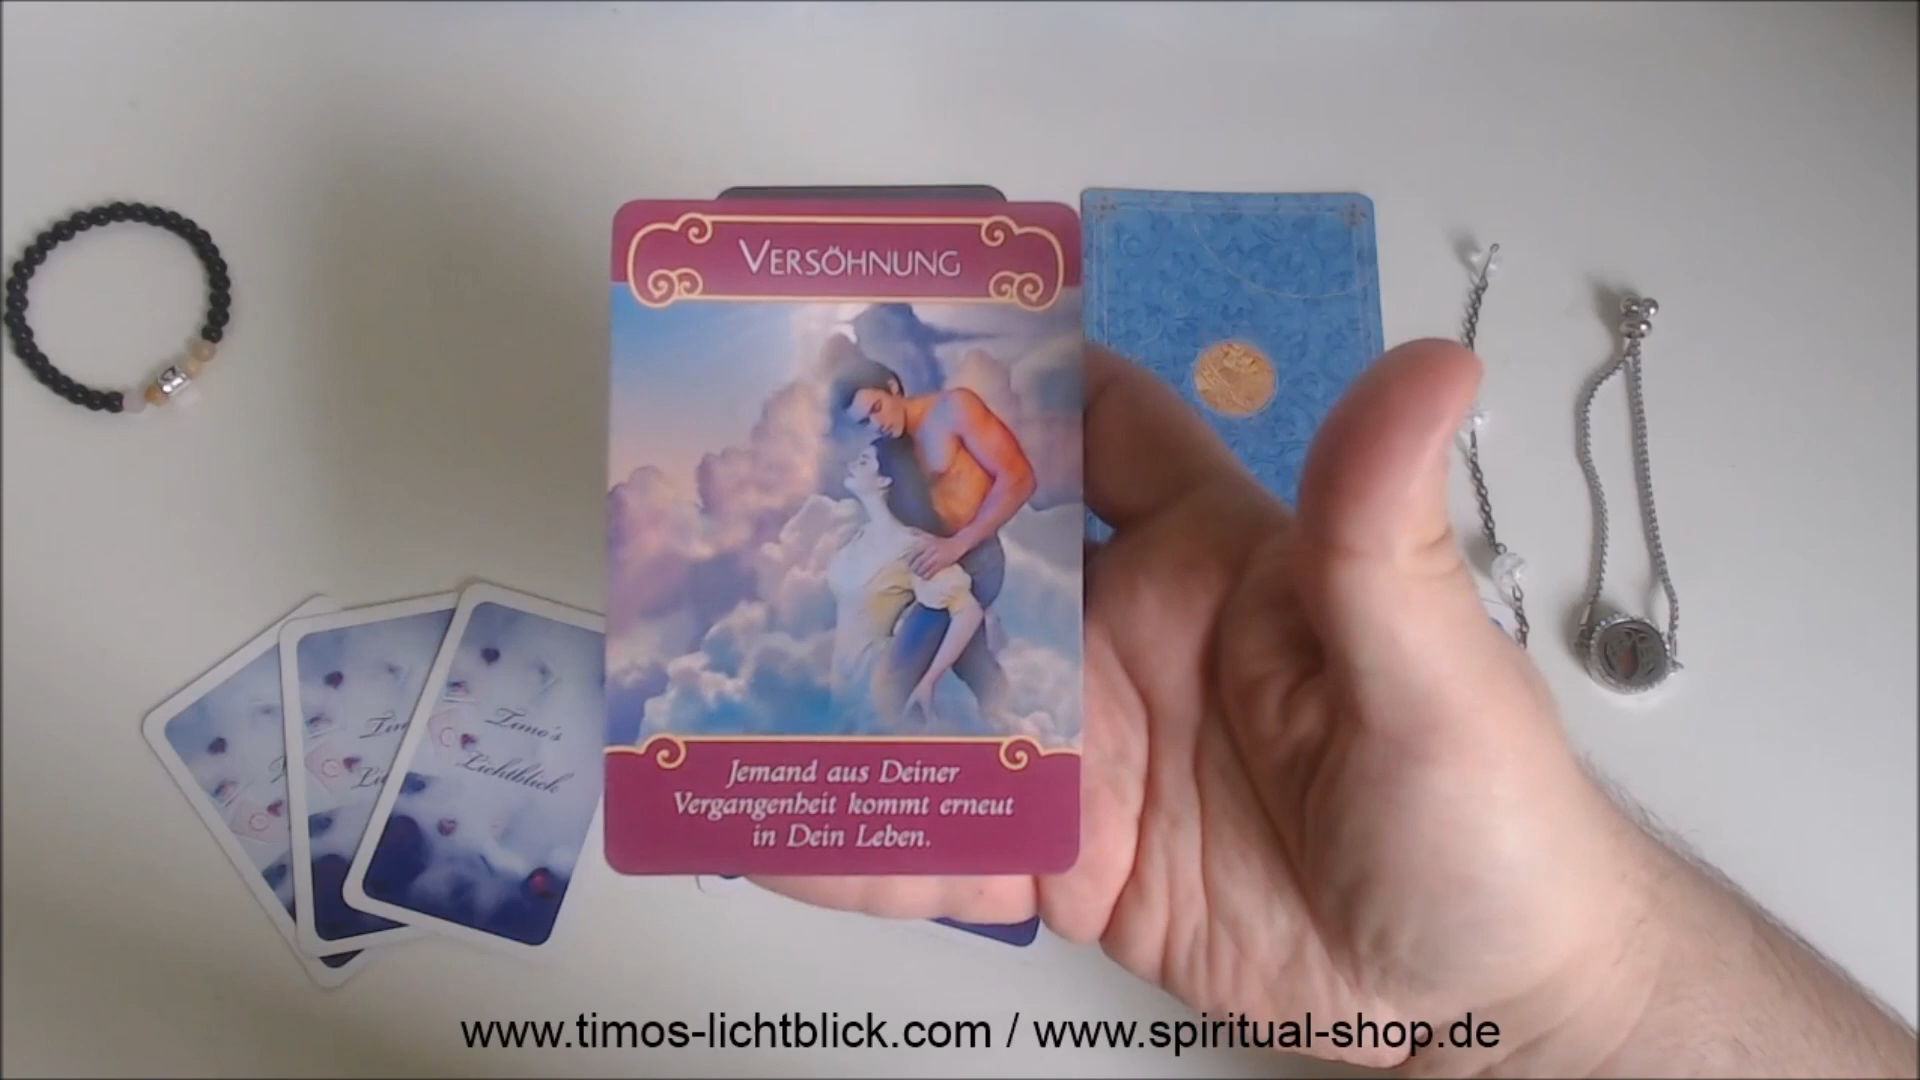 VERSÖHNUNG
Jemand aus Deiner
Vergangenheit kommt erneut
in Dein Leben.
Timo's
Lichtblick
www.timos-lichtblick.com / www.spiritual-shop.de